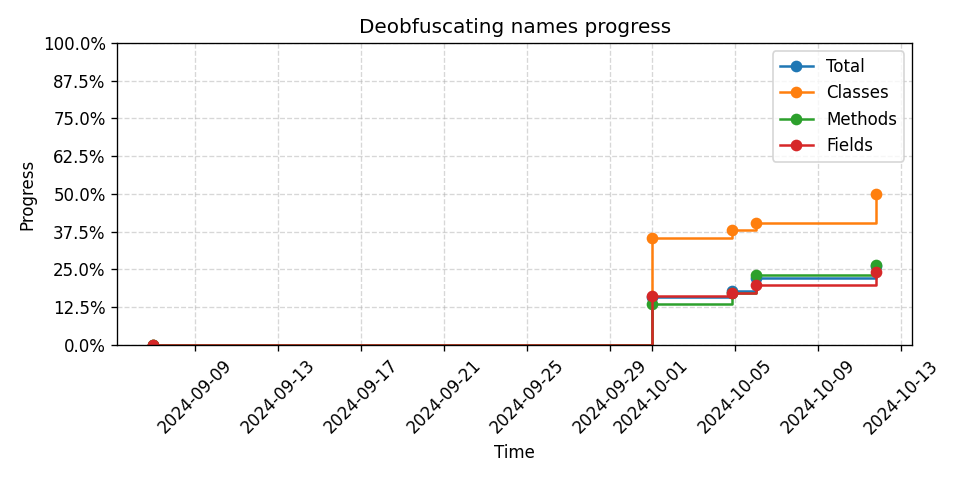 Deobfuscating names progress
100.0%
87.5%
75.0%
62.5%
50.0%
37.5%
25.0%
12.5%
0.0%
Progress
Total
Classes
Methods
Fields
2024-09-09
2024-09-13
2024-09-17
2024-09-21
2024-09-25
2024-09-29
2024-10-01
2024-10-05
2024-10-09
2024-10-13
Time